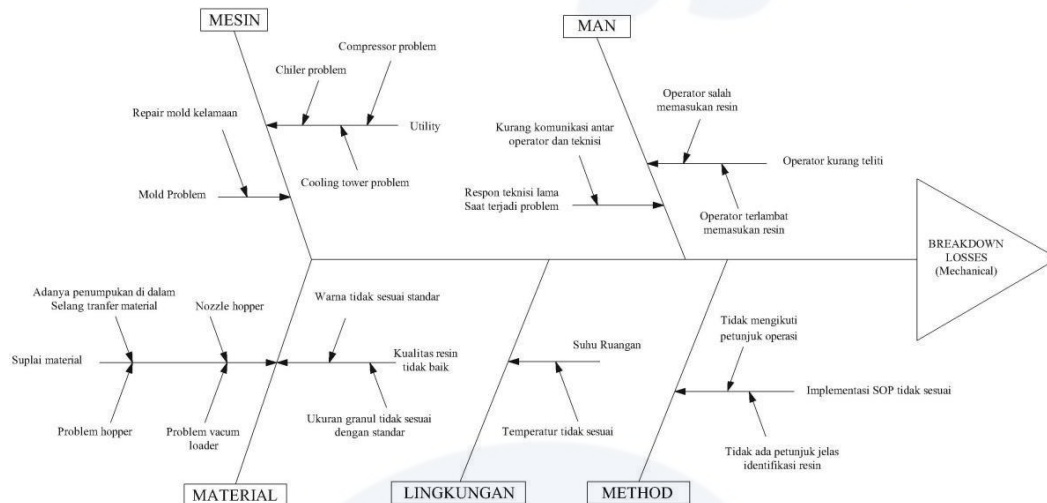 MESIN
MAN
Compressor problem
Chiler problem
Repair mold kelamaan
Utility
Cooling tower problem
Mold Problem
Operator salah
memasukan resin
Kurang komunikasi antar
operator dan teknisi
Operator kurang teliti
Respon teknisi lama
Saat terjadi problem
Operator terlambat
memasukan resin
BREAKDOWN
LOSSES
(Mechanical)
Adanya penumpukan di dalam
Selang tranfer material
Nozzle hopper
Warna tidak sesuai standar
Suplai material
Kualitas resin
tidak baik
Problem hopper
Problem vacum
loader
Ukuran granul tidak sesuai
dengan standar
Suhu Ruangan
Temperatur tidak sesuai
Tidak mengikuti
petunjuk operasi
Implementasi SOP tidak sesuai
Tidak ada petunjuk jelas
identifikasi resin
MATERIAL
LINGKUNGAN
METHOD